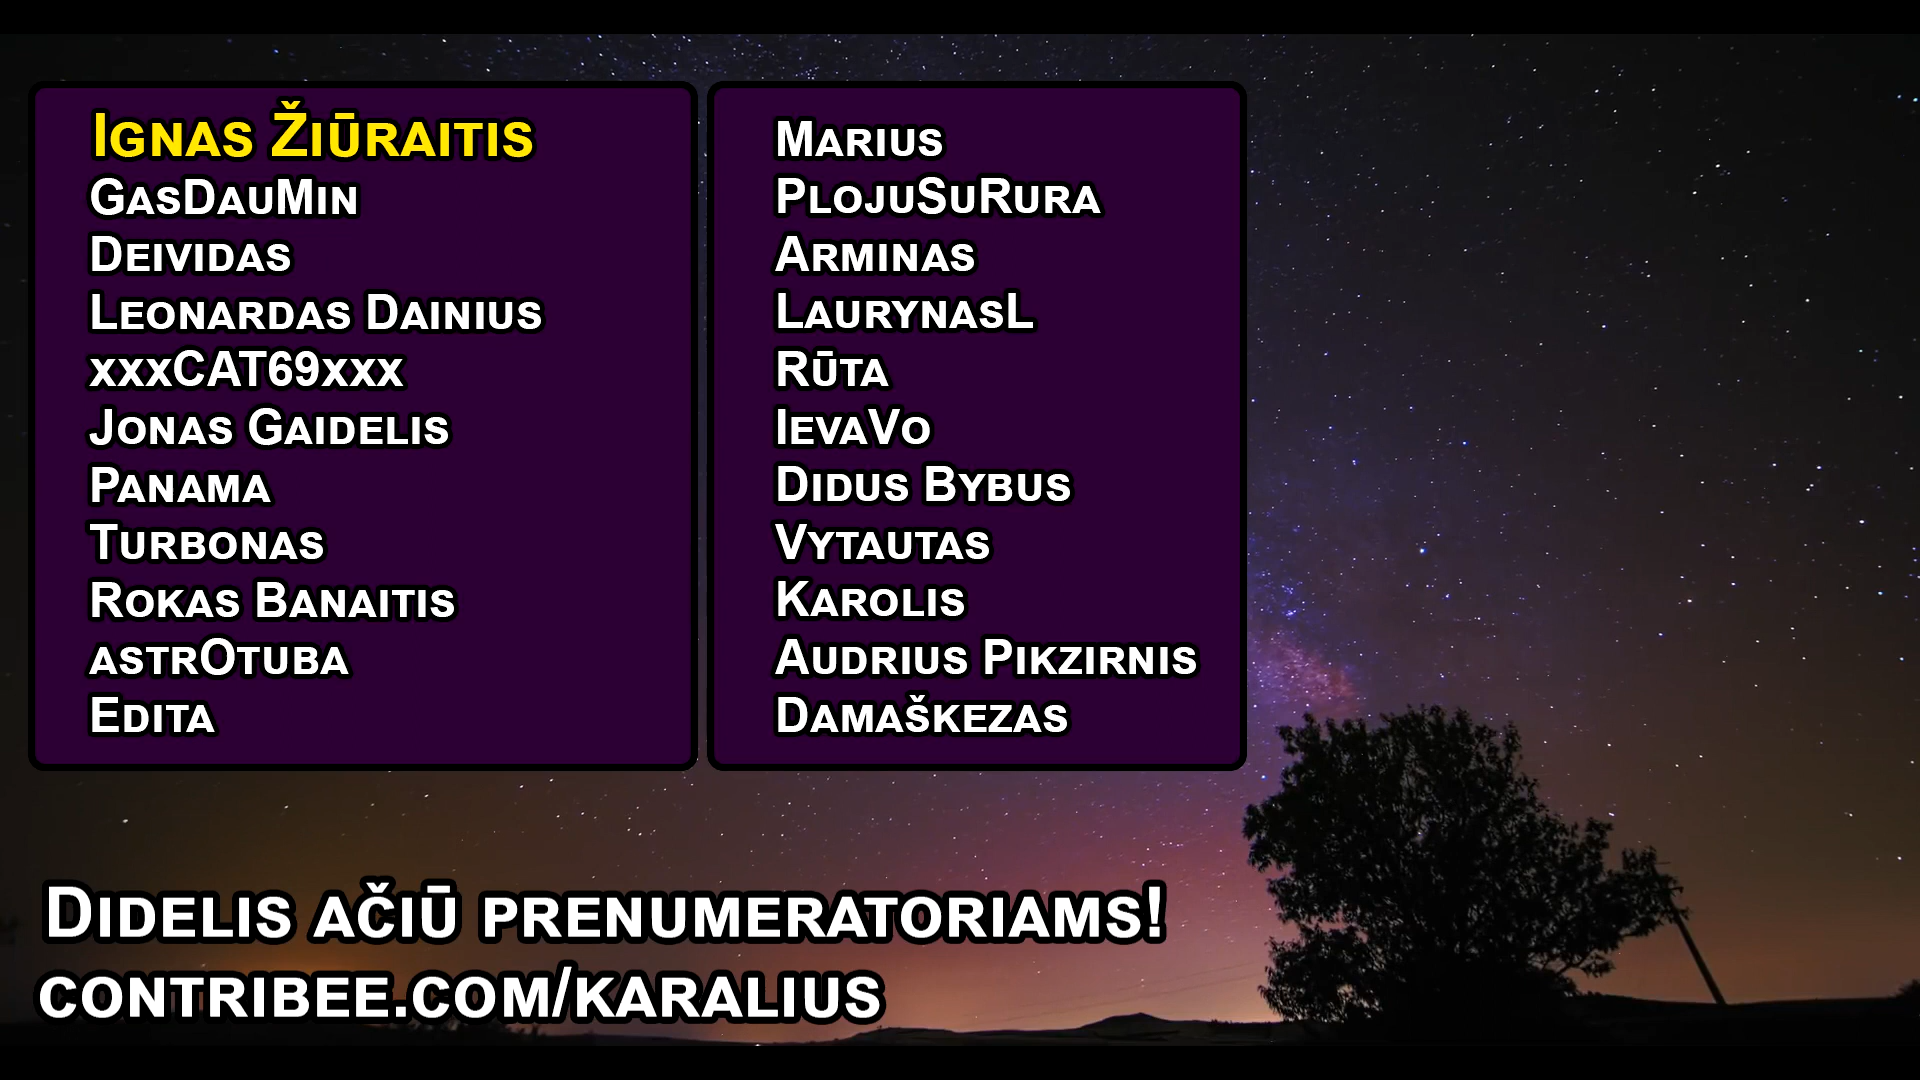 Ignas Žiūraitis
GasDauMin
Deividas
Leonardas Dainius
xxxCAT69xxx
Jonas Gaidelis
Panama
Turbonas
Rokas Banaitis
astrOtuba
Edita
Marius
PlojuSuRura
Arminas
LaurynasL
Rūta
IevaVo
Didus Bybus
Vytautas
Karolis
Audrius Pikzirnis
Damaškezas
Didelis ačiū prenumeratoriams!
contribee.com/karalius